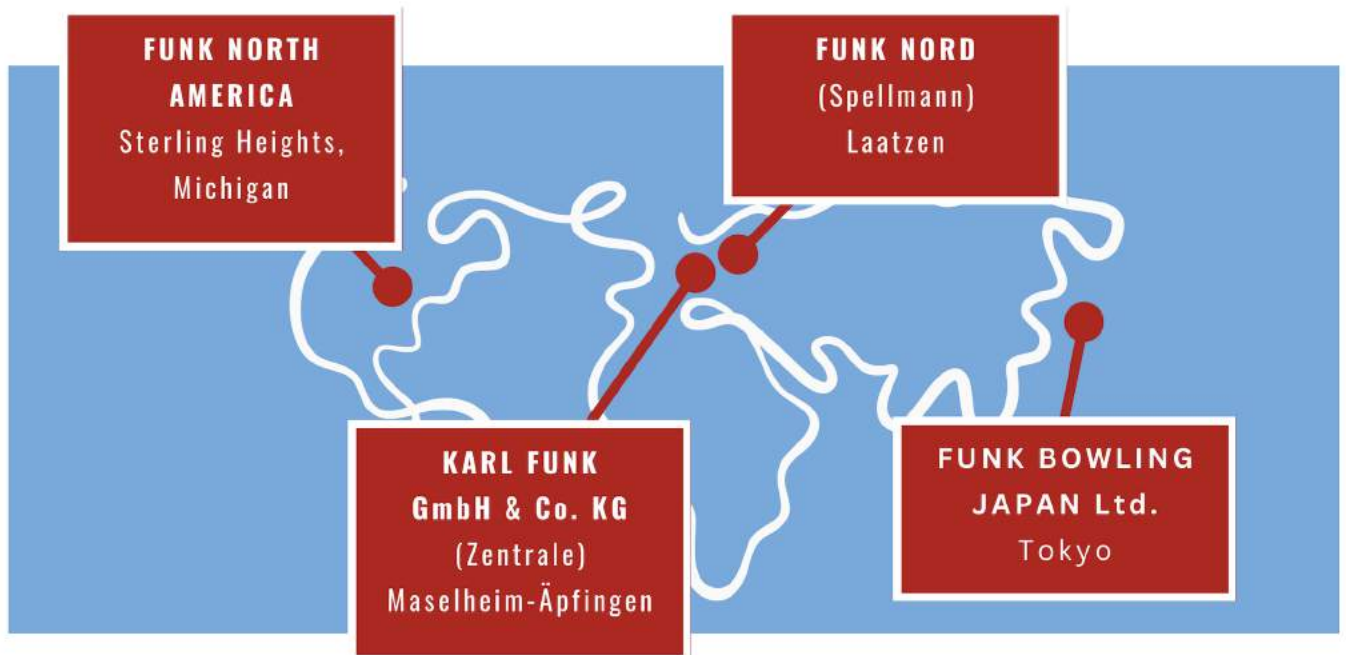 FUNK NORTH
AMERICA
Sterling Heights,
Michigan
FUNK NORD
(Spellmann)
Laatzen
KARL FUNK
GmbH & Co. KG
(Zentrale)
Maselheim-Äpfingen
FUNK BOWLING
JAPAN Ltd.
Tokyo